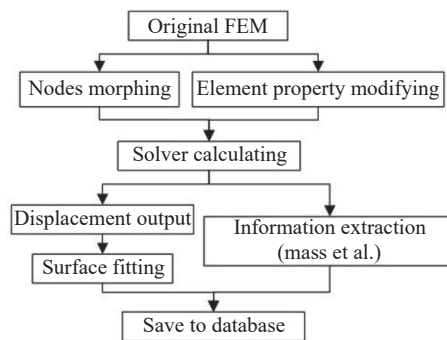 Original FEM
Nodes morphing
Element property modifying
Solver calculating
Displacement output
Information extraction
(mass et al.)
Surface fitting
Save to database